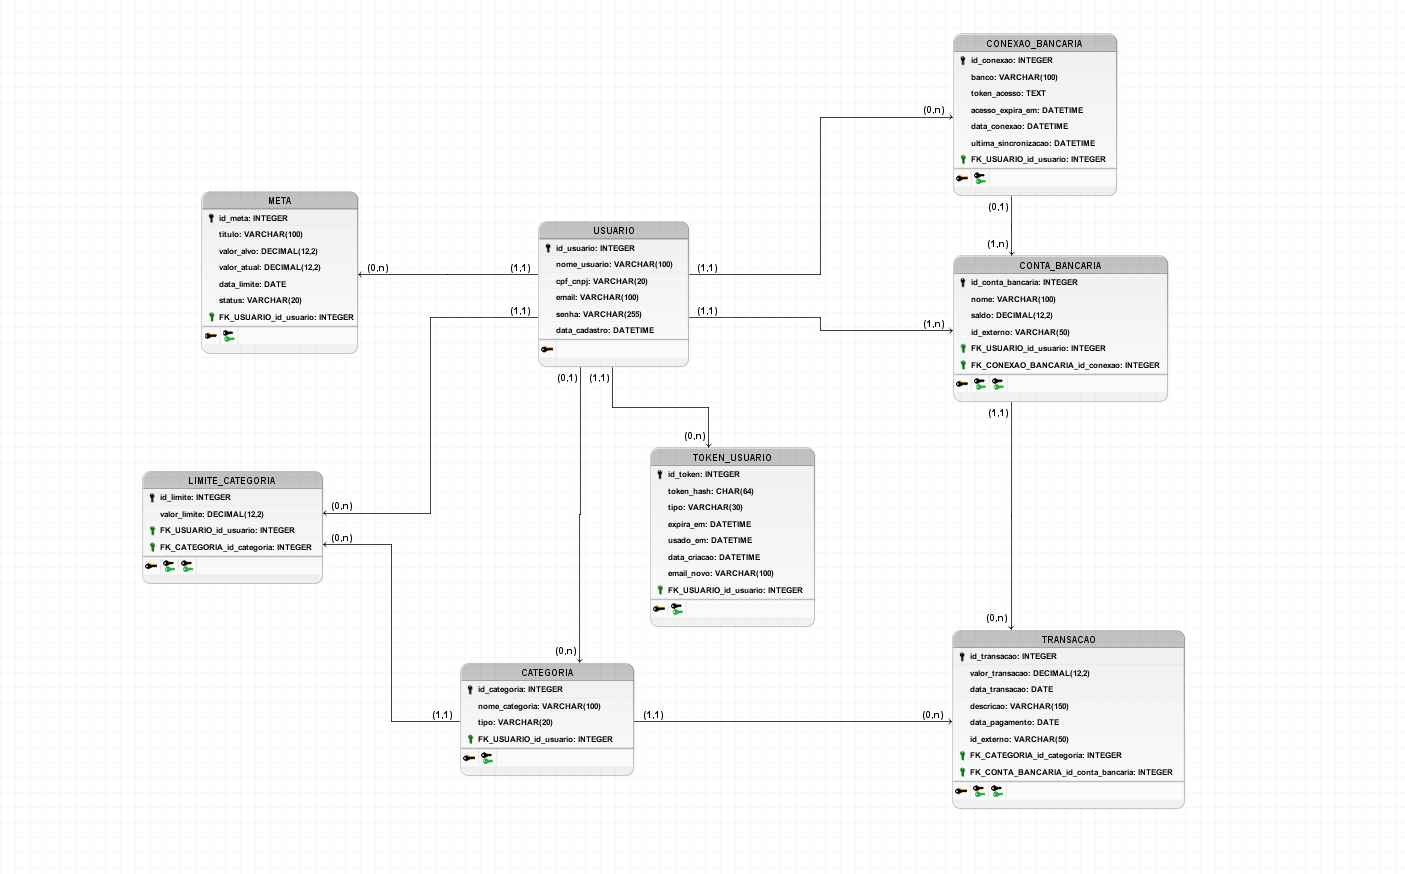 CONEXAO_BANCARIA
id_conexao: INTEGER
banco: VARCHAR(100)
token_acesso: TEXT
acesso_expira_em: DATETIME
data_conexao: DATETIME
ultima_sincronizacao: DATETIME
FK_USUARIO_id_usuario: INTEGER
(0,n)
(0,1)
(1,n)
META
id_meta: INTEGER
titulo: VARCHAR(100)
valor_alvo: DECIMAL(12,2)
valor_atual: DECIMAL(12,2)
data_limite: DATE
status: VARCHAR(20)
FK_USUARIO_id_usuario: INTEGER
(0,n)
(1,1)
USUARIO
id_usuario: INTEGER
nome_usuario: VARCHAR(100)
cpf_cnpj: VARCHAR(20)
email: VARCHAR(100)
senha: VARCHAR(255)
data_cadastro: DATETIME
(1,1)
(1,1)
(1,1)
(1,n)
(0,1)
(1,1)
CONTA_BANCARIA
id_conta_bancaria: INTEGER
nome: VARCHAR(100)
saldo: DECIMAL(12,2)
id_externo: VARCHAR(50)
FK_USUARIO_id_usuario: INTEGER
FK_CONEXAO_BANCARIA_id_conexao: INTEGER
(1,1)
(0,n)
(0,n)
TOKEN_USUARIO
id_token: INTEGER
token_hash: CHAR(64)
tipo: VARCHAR(30)
expira_em: DATETIME
usado_em: DATETIME
data_criacao: DATETIME
email_novo: VARCHAR(100)
FK_USUARIO_id_usuario: INTEGER
LIMITE_CATEGORIA
id_limite: INTEGER
valor_limite: DECIMAL(12,2)
FK_USUARIO_id_usuario: INTEGER
FK_CATEGORIA_id_categoria: INTEGER
(0,n)
(0,n)
(0,n)
CATEGORIA
id_categoria: INTEGER
nome_categoria: VARCHAR(100)
tipo: VARCHAR(20)
FK_USUARIO_id_usuario: INTEGER
(1,1)
(1,1)
(0,n)
TRANSACAO
id_transacao: INTEGER
valor_transacao: DECIMAL(12,2)
data_transacao: DATE
descricao: VARCHAR(150)
data_pagamento: DATE
id_externo: VARCHAR(50)
FK_CATEGORIA_id_categoria: INTEGER
FK_CONTA_BANCARIA_id_conta_bancaria: INTEGER